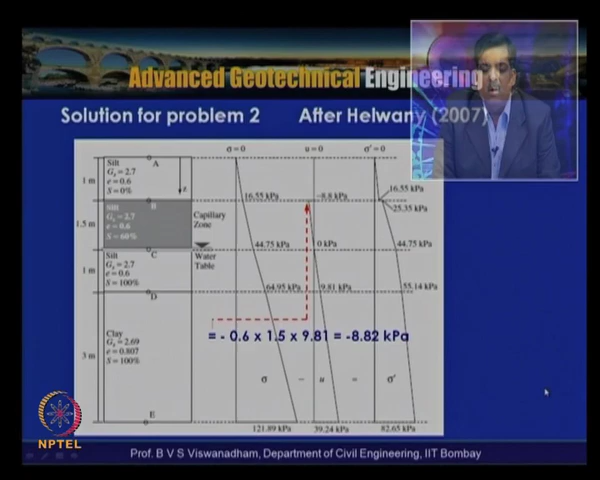 Advanced Geotechnical Engineering
Solution for problem 2 After Helwany (2007)
σ=0 u=0 σ'=0
Silt
G_s=2.7
e=0.6
S=0%
A
1 m
z
16.55 kPa -8.8 kPa 16.55 kPa
25.35 kPa
B
Silt
G_s=2.7
e=0.6
S=60%
1.5 m
Capillary
Zone
44.75 kPa 0 kPa 44.75 kPa
C
Water
Table
Silt
G_s=2.7
e=0.6
S=100%
1 m
64.95 kPa 9.81 kPa 55.14 kPa
D
= - 0.6 x 1.5 x 9.81 = -8.82 kPa
Clay
G_s=2.69
e=0.807
S=100%
3 m
σ - u = σ'
E
121.89 kPa 39.24 kPa 82.65 kPa
NPTEL
Prof. B V S Viswanadham, Department of Civil Engineering, IIT Bombay